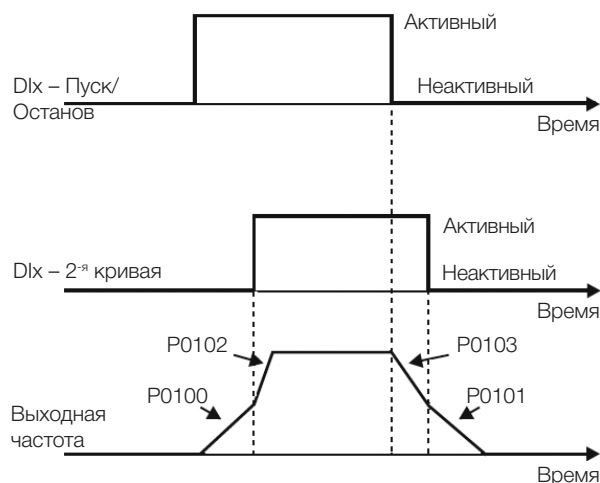 Активный
DIx – Пуск/
Останов
Неактивный
Время
Активный
DIx – 2-я кривая
Неактивный
Время
P0102
P0103
P0100
P0101
Выходная
частота
Время